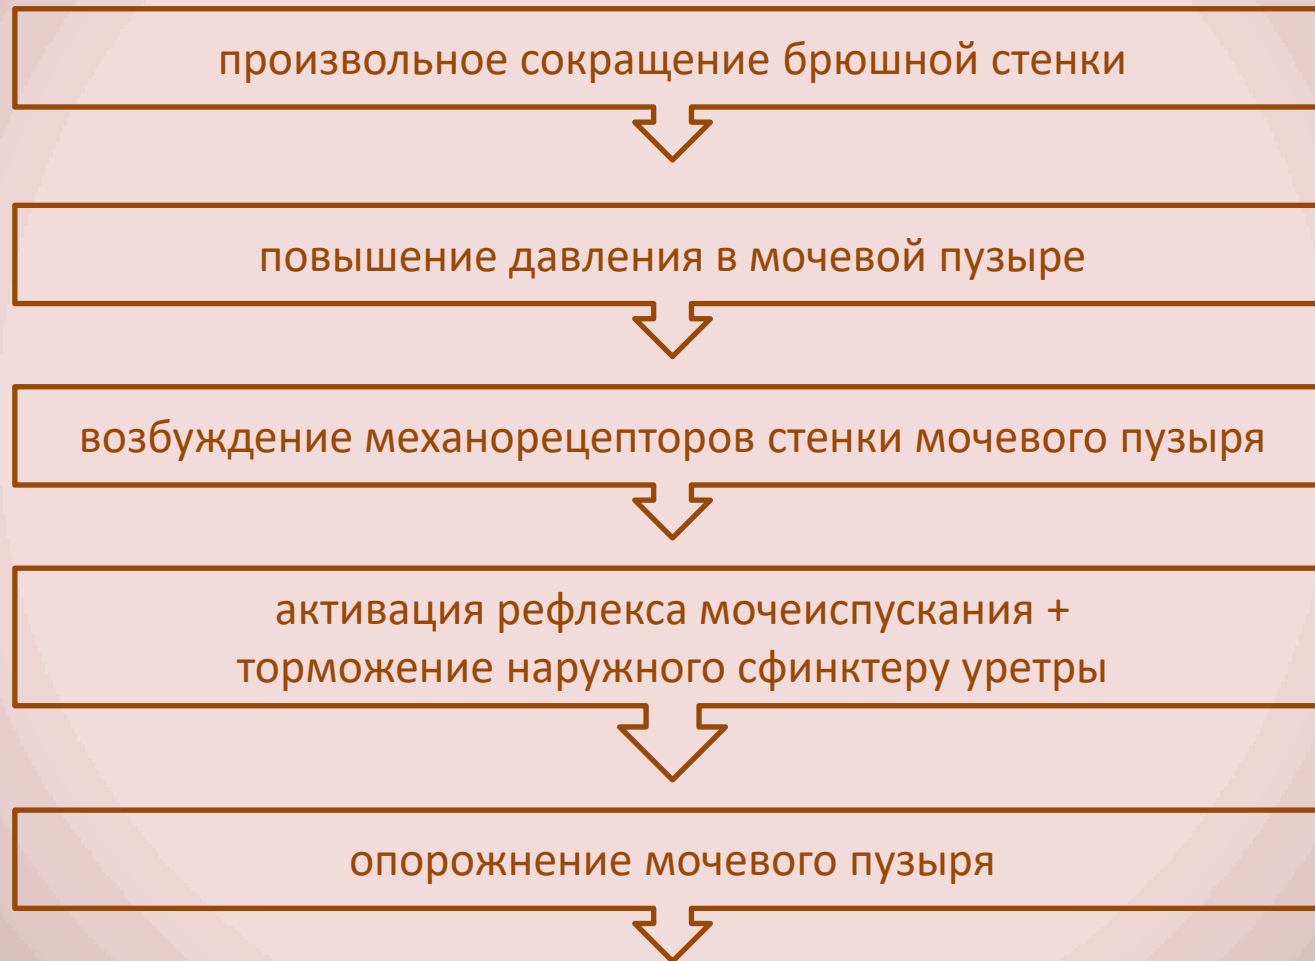 произвольное сокращение брюшной стенки
повышение давления в мочевой пузыре
возбуждение механорецепторов стенки мочевого пузыря
активация рефлекса мочеиспускания +
торможение наружного сфинктеру уретры
опорожнение мочевого пузыря